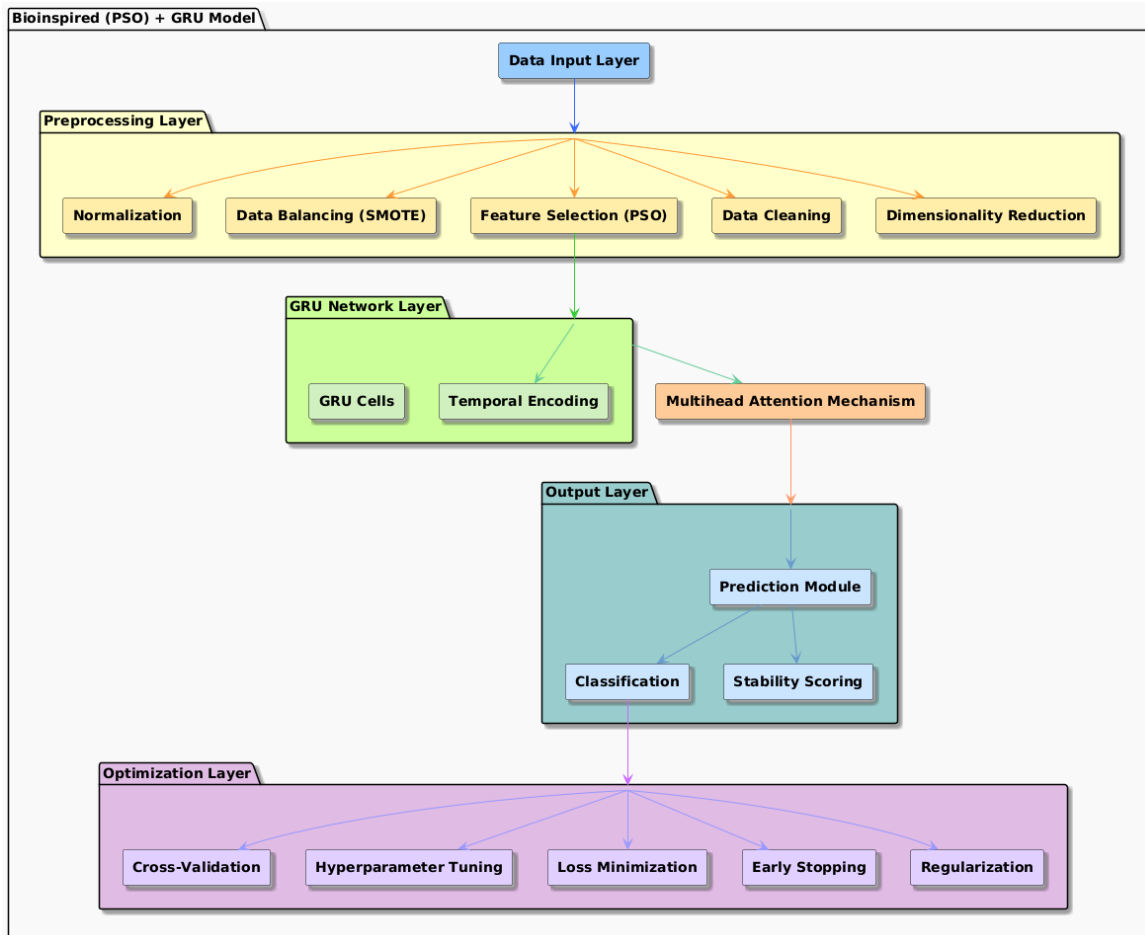 Bioinspired (PSO) + GRU Model
Data Input Layer
Preprocessing Layer
Normalization
Data Balancing (SMOTE)
Feature Selection (PSO)
Data Cleaning
Dimensionality Reduction
GRU Network Layer
GRU Cells
Temporal Encoding
Multihead Attention Mechanism
Output Layer
Prediction Module
Classification
Stability Scoring
Optimization Layer
Cross-Validation
Hyperparameter Tuning
Loss Minimization
Early Stopping
Regularization